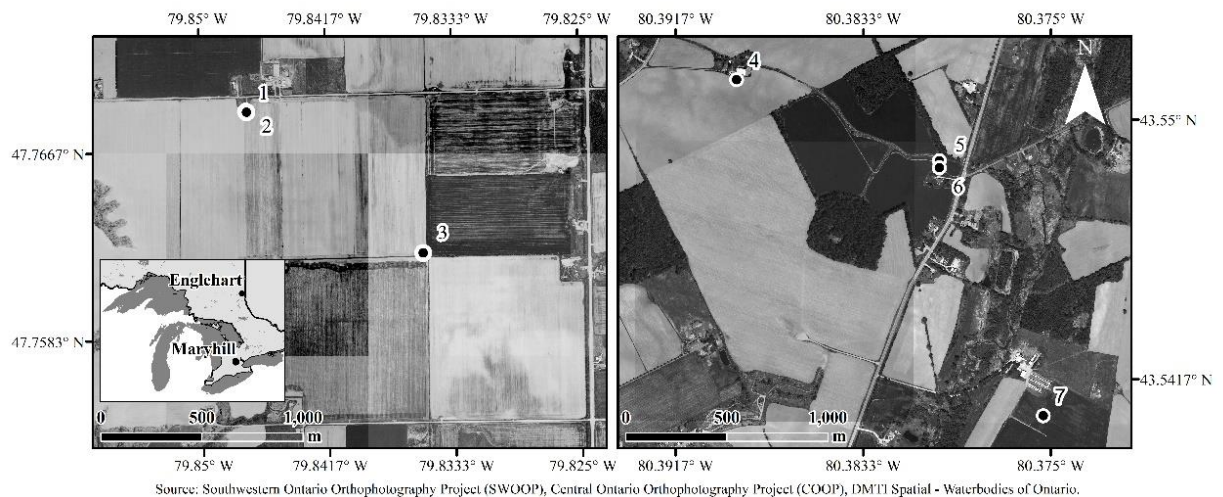 79.85° W 79.8417° W 79.8333° W 79.825° W 80.3917° W 80.3833° W 80.375° W
N
4
1
2
43.55° N
47.7667° N
5
6
3
Englehart
Maryhill
47.7583° N
43.5417° N
7
0 500 1,000
m
0 500 1,000
m
79.85° W 79.8417° W 79.8333° W 79.825° W 80.3917° W 80.3833° W 80.375° W
Source: Southwestern Ontario Orthophotography Project (SWOOP), Central Ontario Orthophotography Project (COOP), DMTI Spatial - Waterbodies of Ontario.